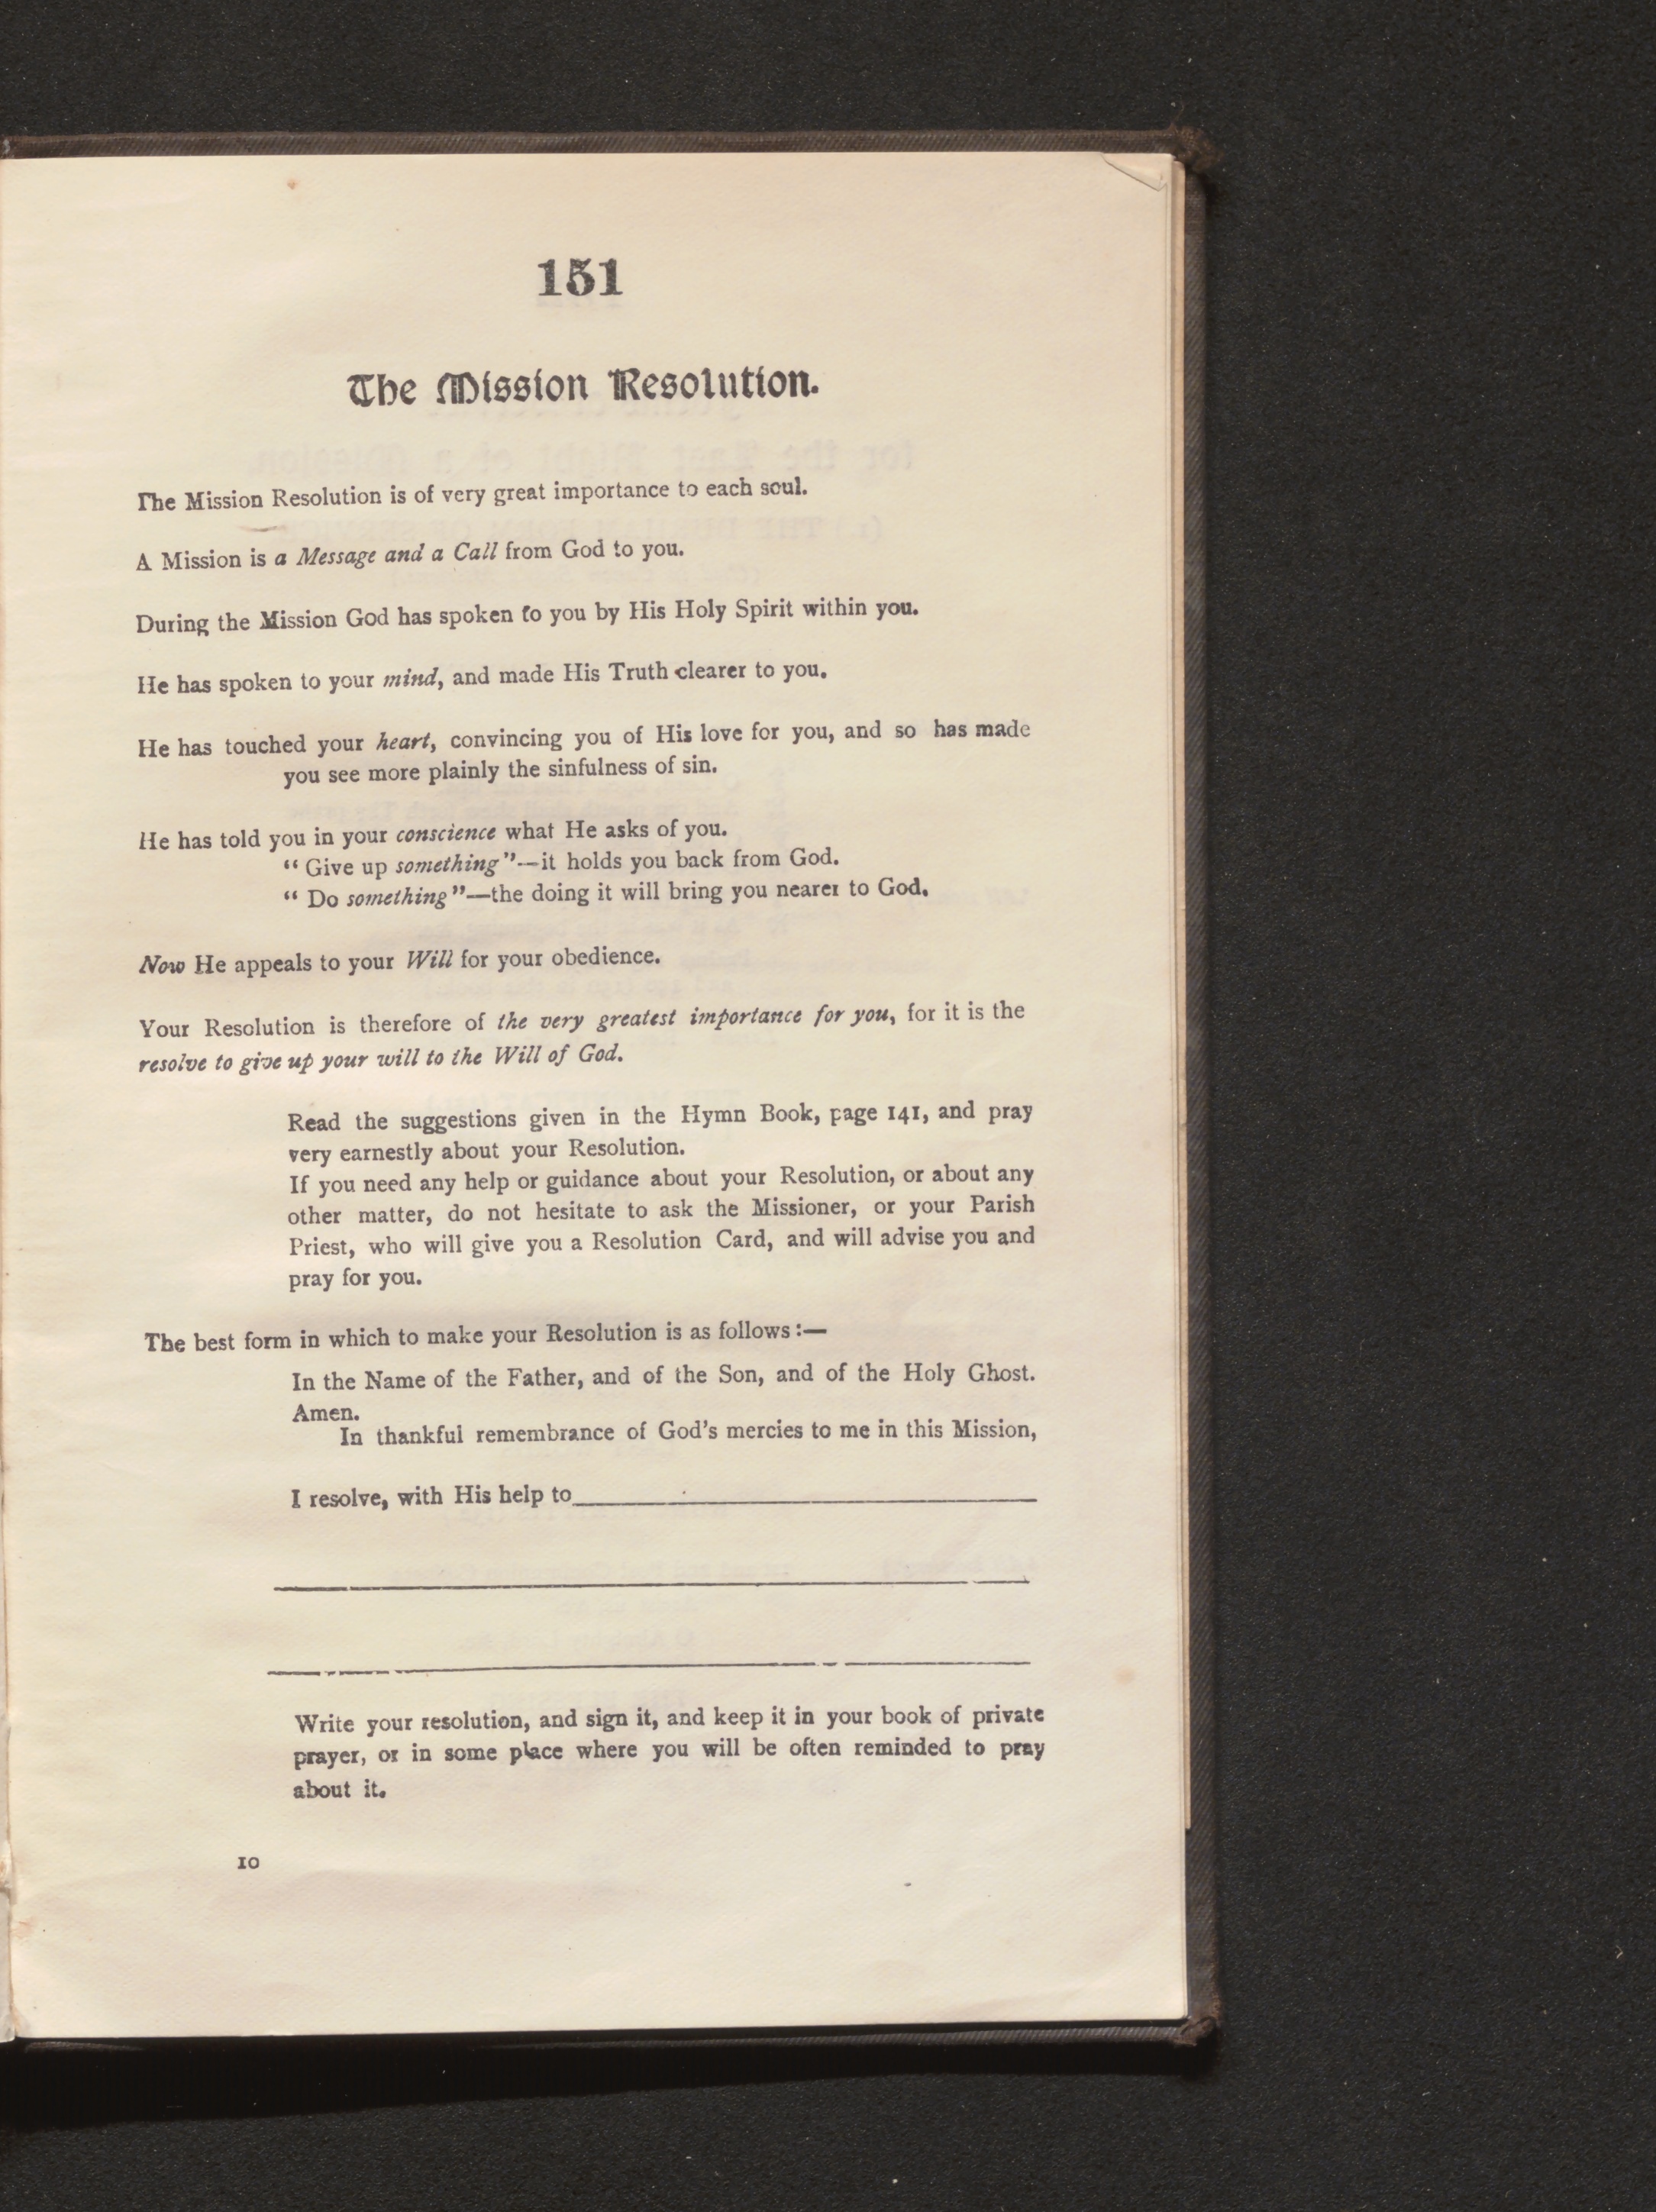 151
The Mission Resolution.
The Mission Resolution is of very great importance to each soul.
A Mission is a Message and a Call from God to you.
During the Mission God has spoken to you by His Holy Spirit within you.
He has spoken to your mind, and made His Truth clearer to you.
He has touched your heart, convincing you of His love for you, and so has made
you see more plainly the sinfulness of sin.
He has told you in your conscience what He asks of you.
“ Give up something”—it holds you back from God.
“ Do something”—the doing it will bring you nearer to God.
Now He appeals to your Will for your obedience.
Your Resolution is therefore of the very greatest importance for you, for it is the
resolve to give up your will to the Will of God.
Read the suggestions given in the Hymn Book, page 141, and pray
very earnestly about your Resolution.
If you need any help or guidance about your Resolution, or about any
other matter, do not hesitate to ask the Missioner, or your Parish
Priest, who will give you a Resolution Card, and will advise you and
pray for you.
The best form in which to make your Resolution is as follows:—
In the Name of the Father, and of the Son, and of the Holy Ghost.
Amen.
In thankful remembrance of God's mercies to me in this Mission,
I resolve, with His help to
Write your resolution, and sign it, and keep it in your book of private
prayer, or in some place where you will be often reminded to pray
about it.
10